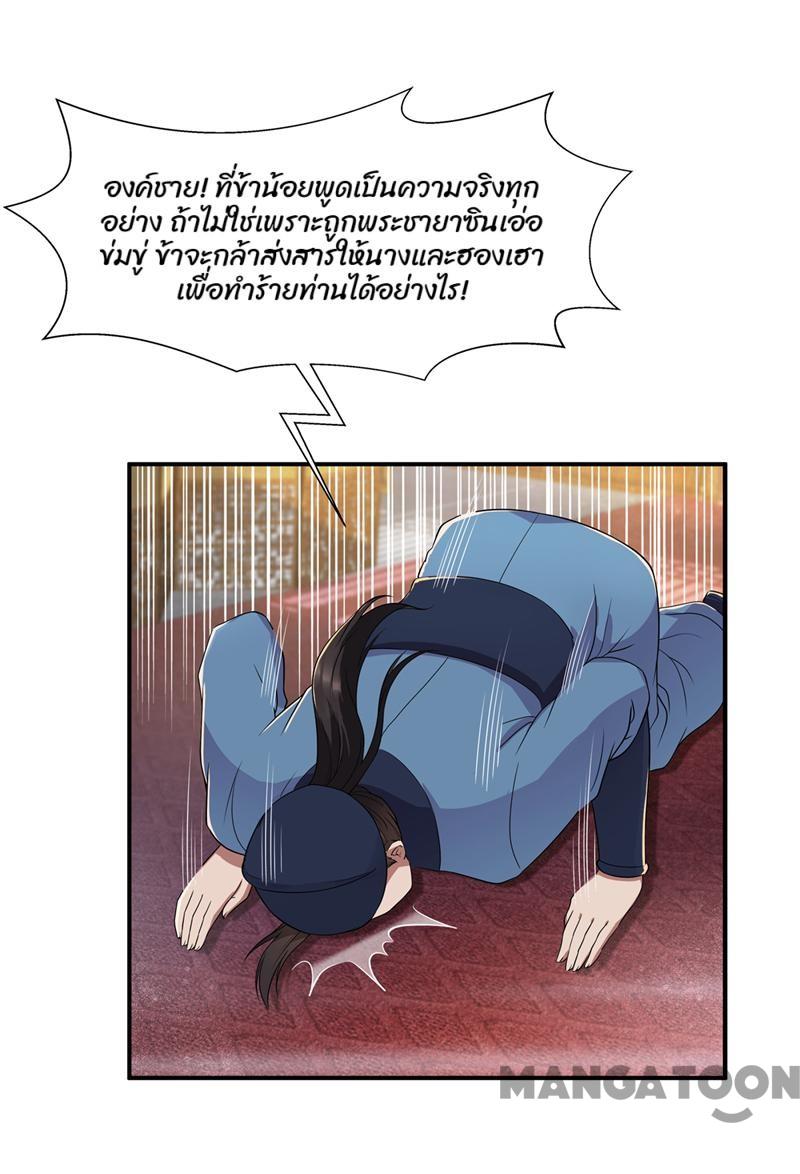 องค์ชาย! ที่ข้าน้อยพูดเป็นความจริงทุก
อย่าง ถ้าไม่ใช่เพราะถูกพระชายาซินเอ่อ
ข่มขู่ ข้าจะกล้าส่งสารให้นางและฮองเฮา
เพื่อทำร้ายท่านได้อย่างไร!
MANGATOON